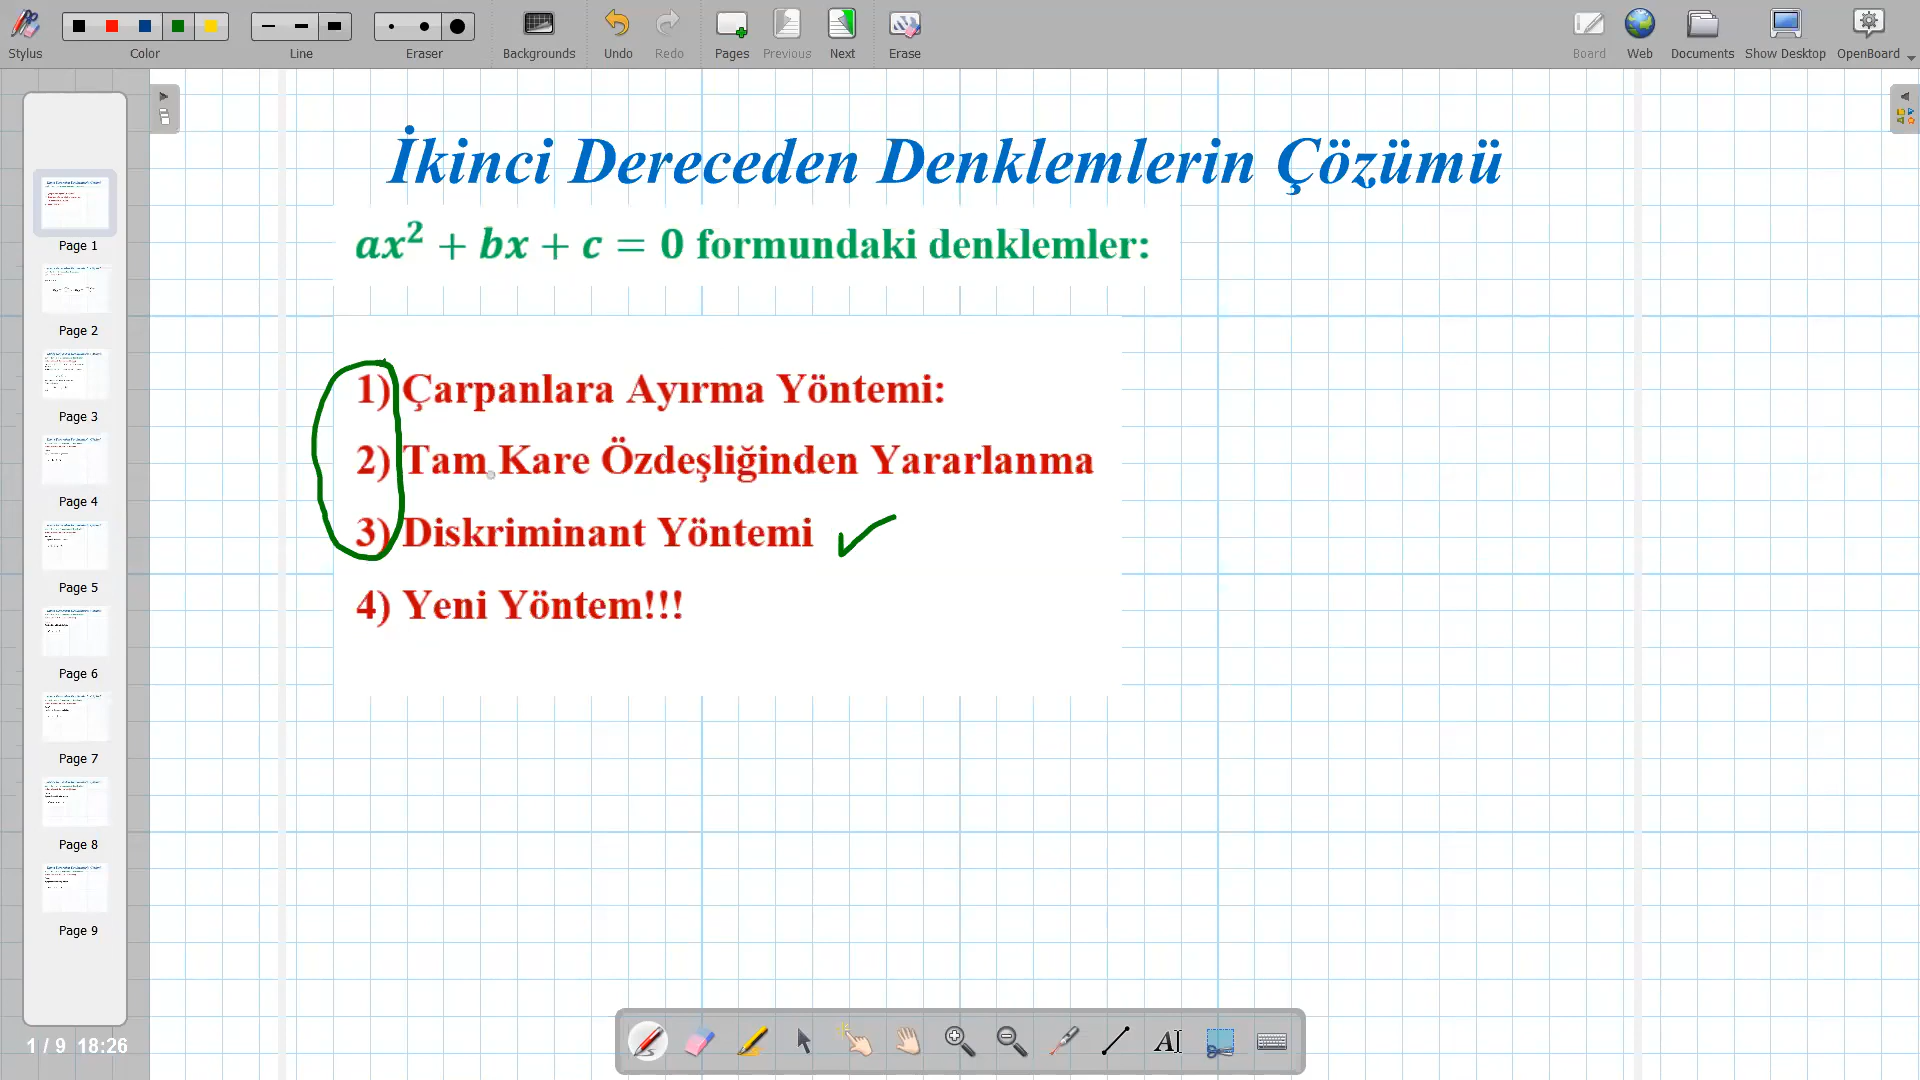 Stylus
Color
Line
Eraser
Backgrounds
Undo
Redo
Pages
Previous
Next
Erase
Board
Web
Documents
Show Desktop
OpenBoard
İkinci Dereceden Denklemlerin Çözümü
ax² + bx + c = 0 formundaki denklemler:
1) Çarpanlara Ayırma Yöntemi:
2) Tam Kare Özdeşliğinden Yararlanma
3) Diskriminant Yöntemi
4) Yeni Yöntem!!!
Page 1
Page 2
Page 3
Page 4
Page 5
Page 6
Page 7
Page 8
Page 9
1 / 9 18:26